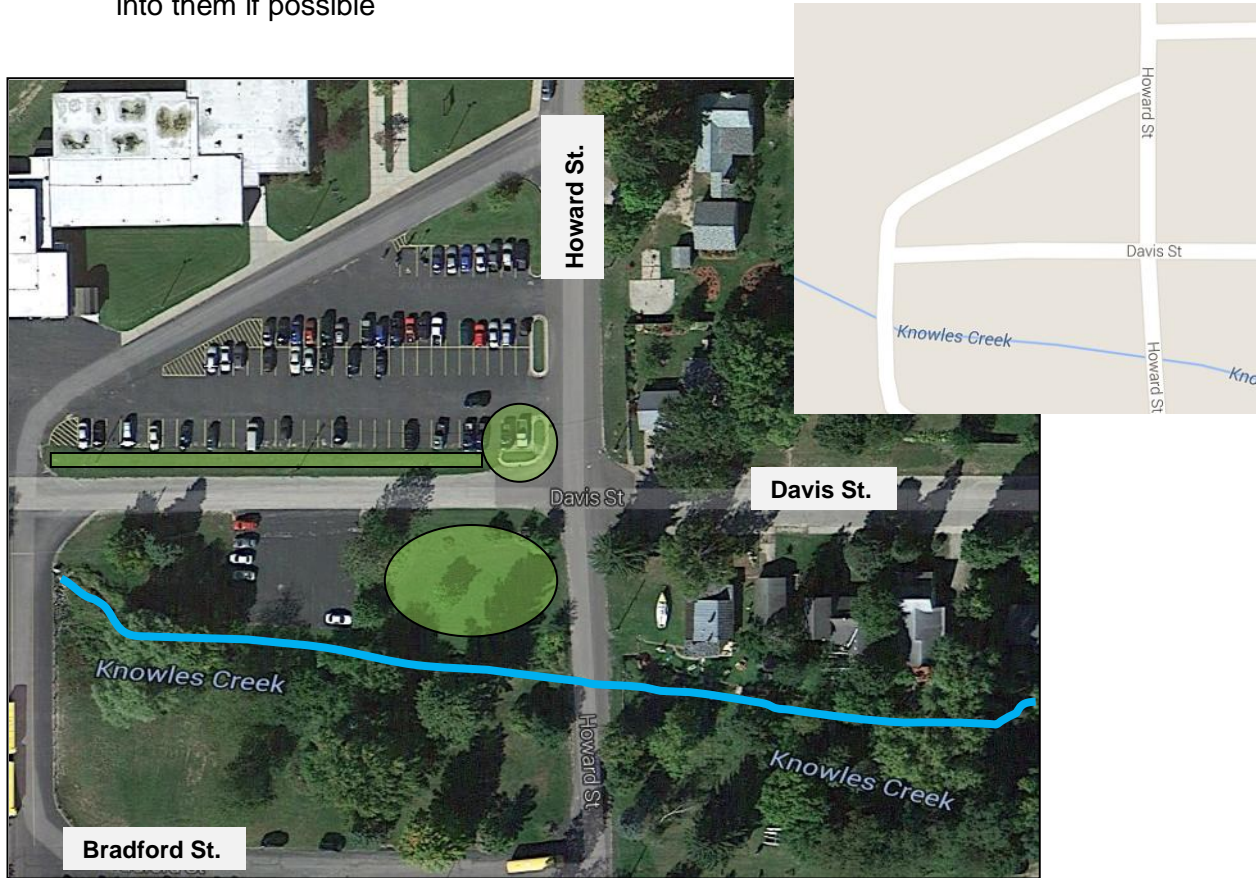 into them if possible
Howard St
Davis St
Knowles Creek
Howard St
Kno
Howard St.
Davis St
Davis St.
Knowles Creek
Howard St
Knowles Creek
Bradford St.